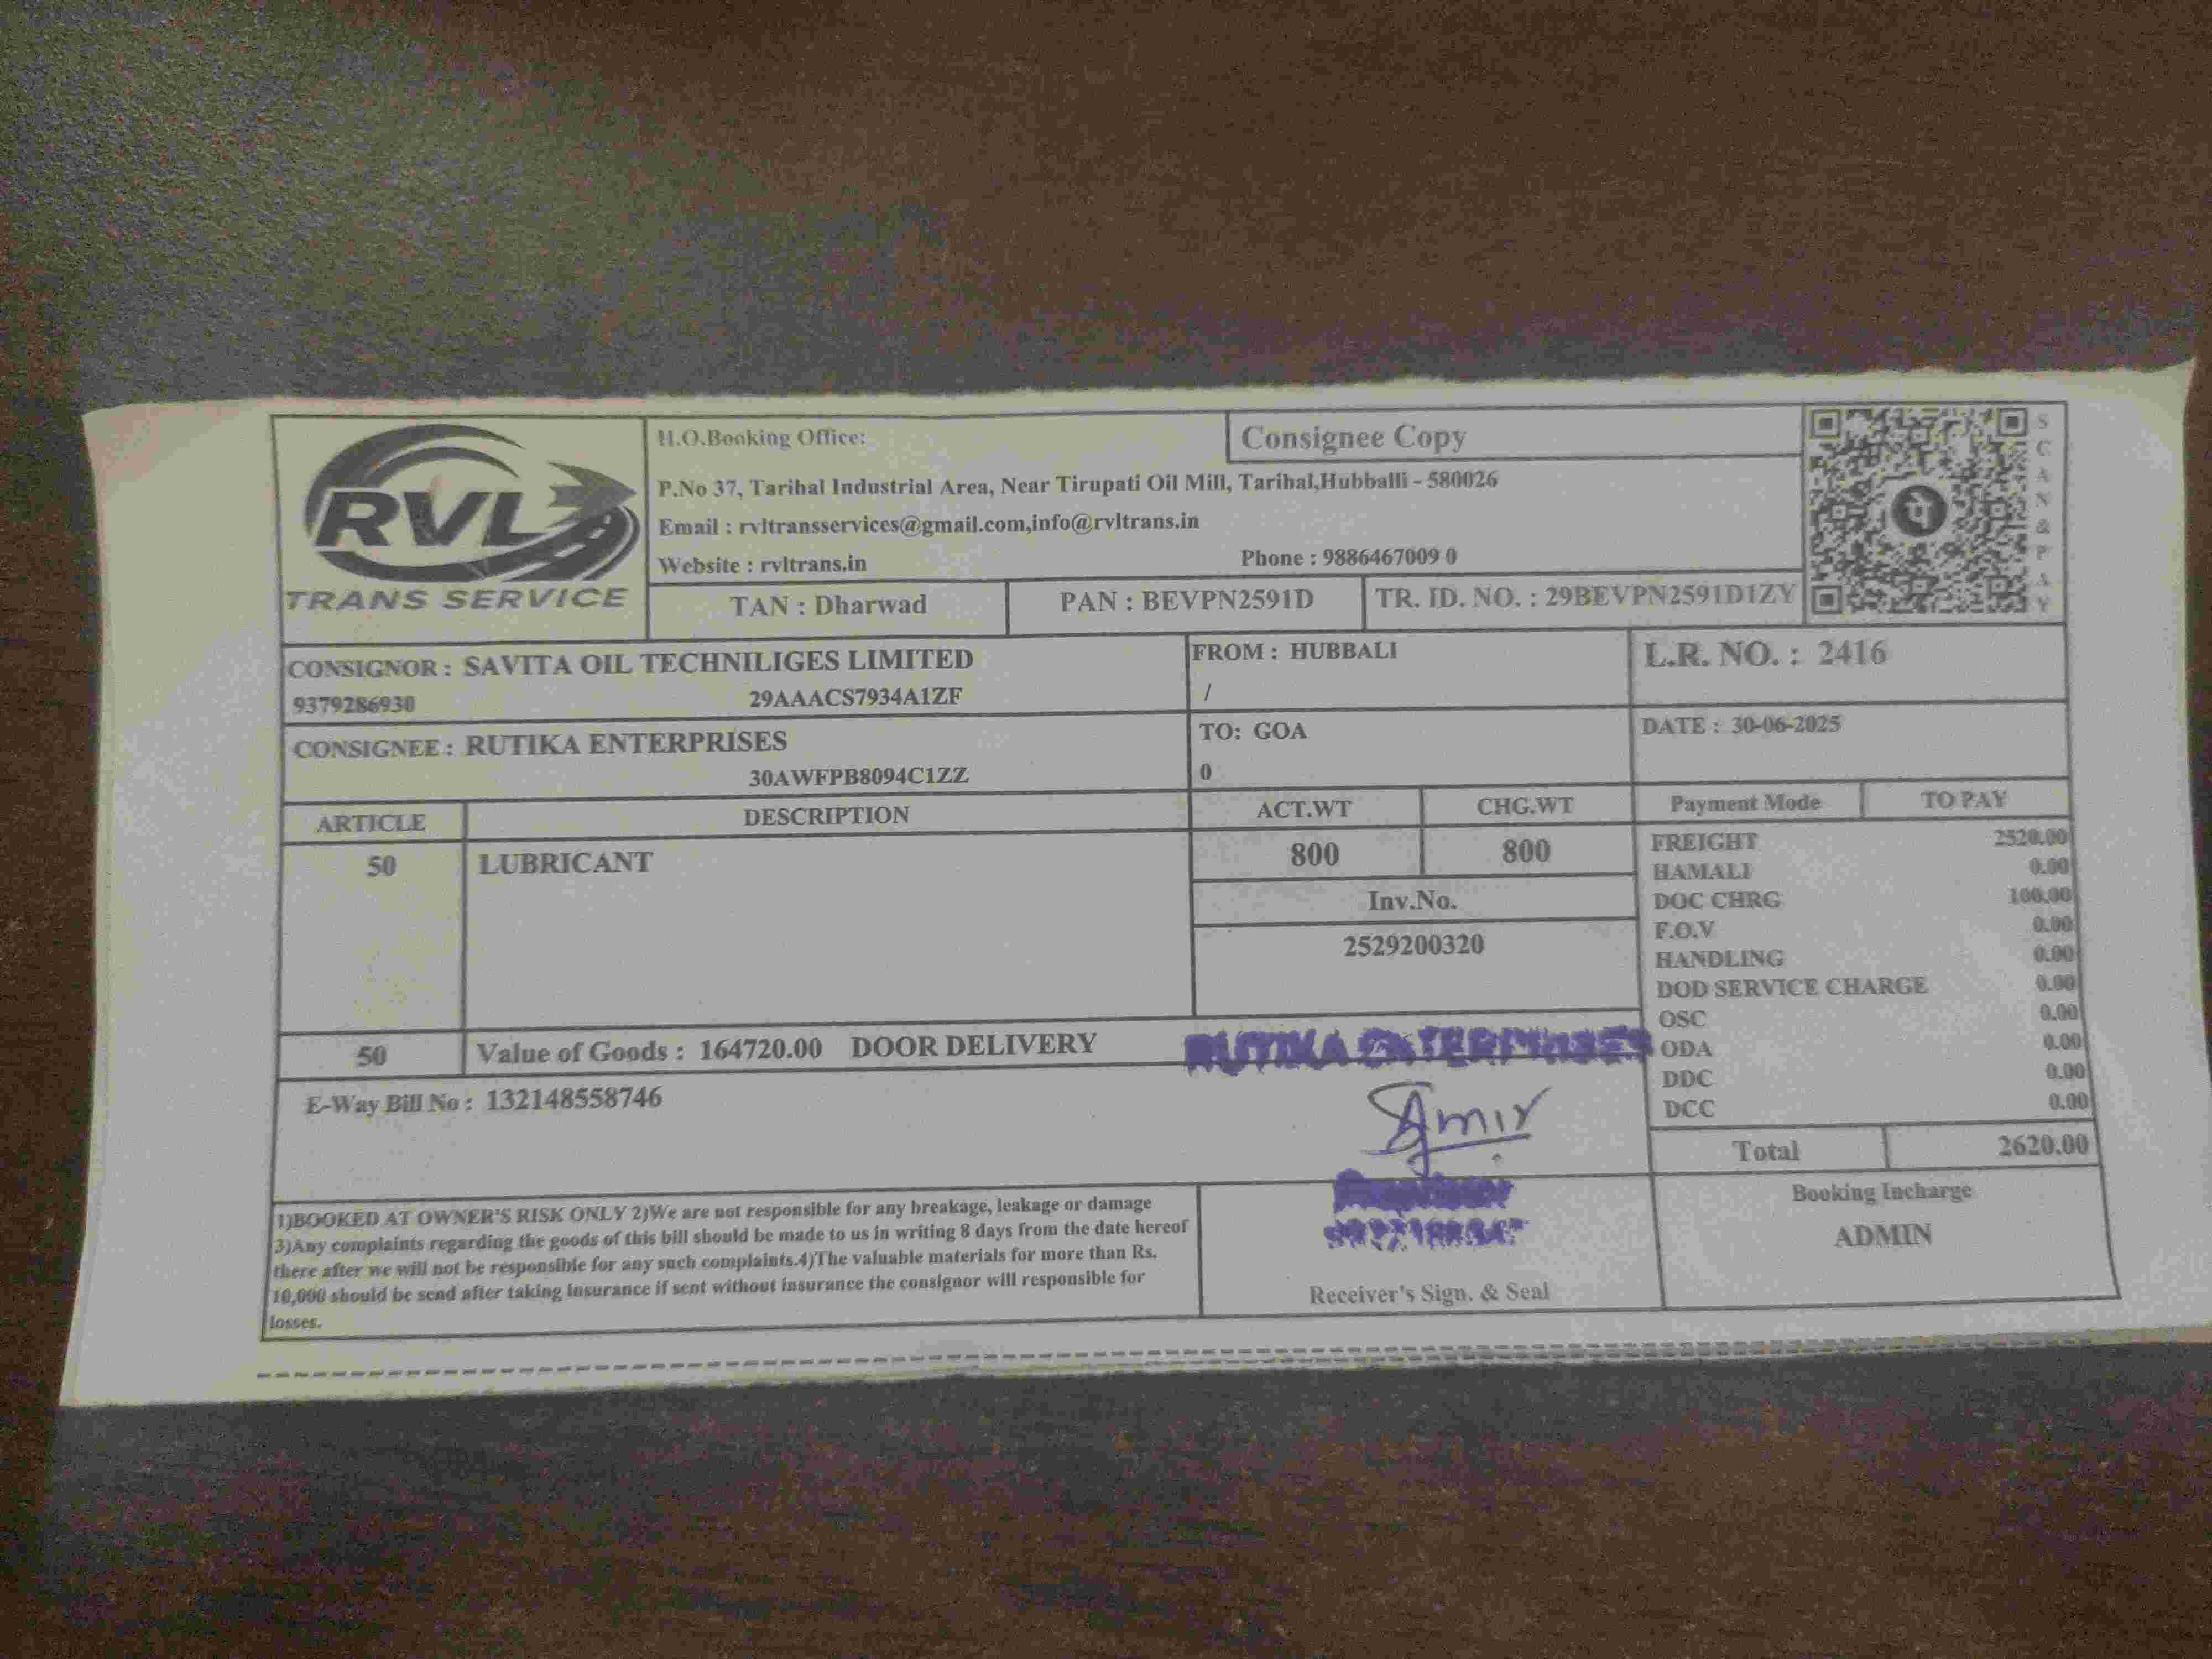 RVL
TRANS SERVICE
H.O.Booking Office:
Consignee Copy
P.No 37, Tarihal Industrial Area, Near Tirupati Oil Mill, Tarihal,Hubballi - 580026
Email : rvltransservices@gmail.com,info@rvltrans.in
Website : rvltrans.in Phone : 9886467009 0
TAN : Dharwad PAN : BEVPN2591D TR. ID. NO. : 29BEVPN2591D1ZY
SCAN & PAY
CONSIGNOR : SAVITA OIL TECHNILIGES LIMITED
9379286930 29AAACS7934A1ZF
FROM : HUBBALI
/
L.R. NO. : 2416
CONSIGNEE : RUTIKA ENTERPRISES
30AWFPB8094C1ZZ
TO: GOA
0
DATE : 30-06-2025
ARTICLE DESCRIPTION ACT.WT CHG.WT Payment Mode TO PAY
50 LUBRICANT 800 800
Inv.No.
2529200320
FREIGHT 2520.00
HAMALI 0.00
DOC CHRG 100.00
F.O.V 0.00
HANDLING 0.00
DOD SERVICE CHARGE 0.00
OSC 0.00
ODA 0.00
DDC 0.00
DCC 0.00
Total 2620.00
50 Value of Goods : 164720.00 DOOR DELIVERY
RUTIKA ENTERPRISES
E-Way Bill No : 132148558746
1)BOOKED AT OWNER'S RISK ONLY 2)We are not responsible for any breakage, leakage or damage
3)Any complaints regarding the goods of this bill should be made to us in writing 8 days from the date hereof
there after we will not be responsible for any such complaints.4)The valuable materials for more than Rs.
10,000 should be send after taking insurance if sent without insurance the consignor will responsible for
losses.
Receiver's Sign. & Seal
Booking Incharge
ADMIN